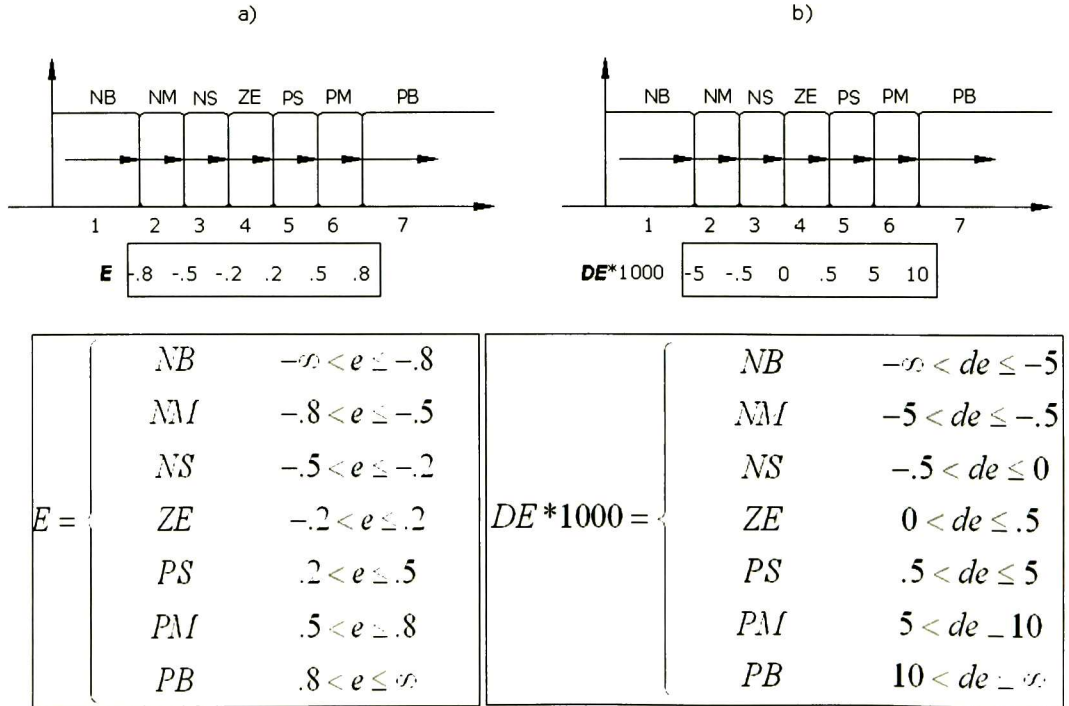 a)
b)
NB NM NS ZE PS PM PB
NB NM NS ZE PS PM PB
1 2 3 4 5 6 7
1 2 3 4 5 6 7
E -.8 -.5 -.2 .2 .5 .8
DE*1000 -5 -.5 0 .5 5 10
E =
NB −∞ < e ≤ −.8
NM −.8 < e ≤ −.5
NS −.5 < e ≤ −.2
ZE −.2 < e ≤ .2
PS .2 < e ≤ .5
PM .5 < e ≤ .8
PB .8 < e ≤ ∞
DE *1000 =
NB −∞ < de ≤ −5
NM −5 < de ≤ −.5
NS −.5 < de ≤ 0
ZE 0 < de ≤ .5
PS .5 < de ≤ 5
PM 5 < de ≤ 10
PB 10 < de ≤ ∞